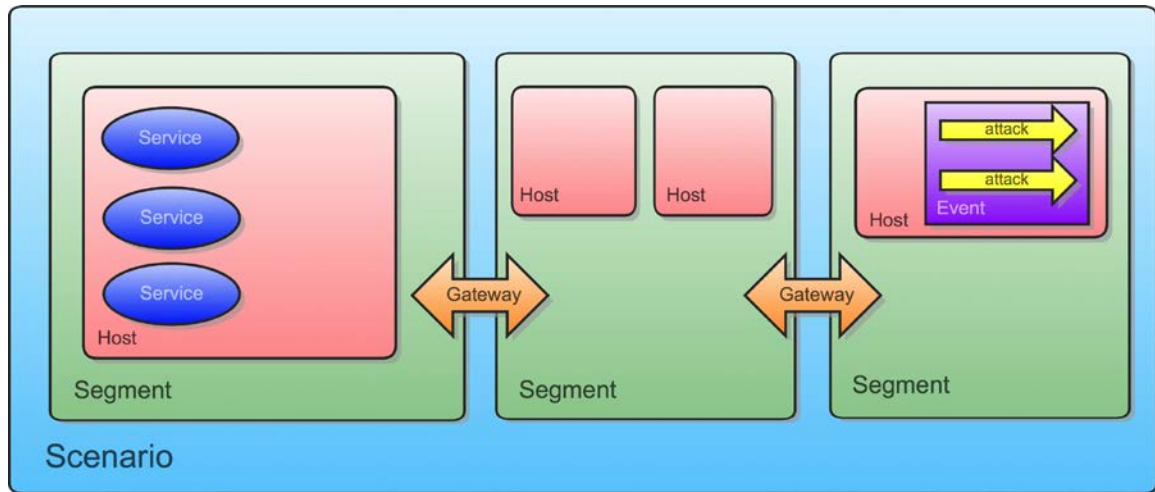 Service
Service
Service
Host
Segment
Gateway
Host
Host
Segment
Gateway
attack
attack
Event
Host
Segment
Scenario